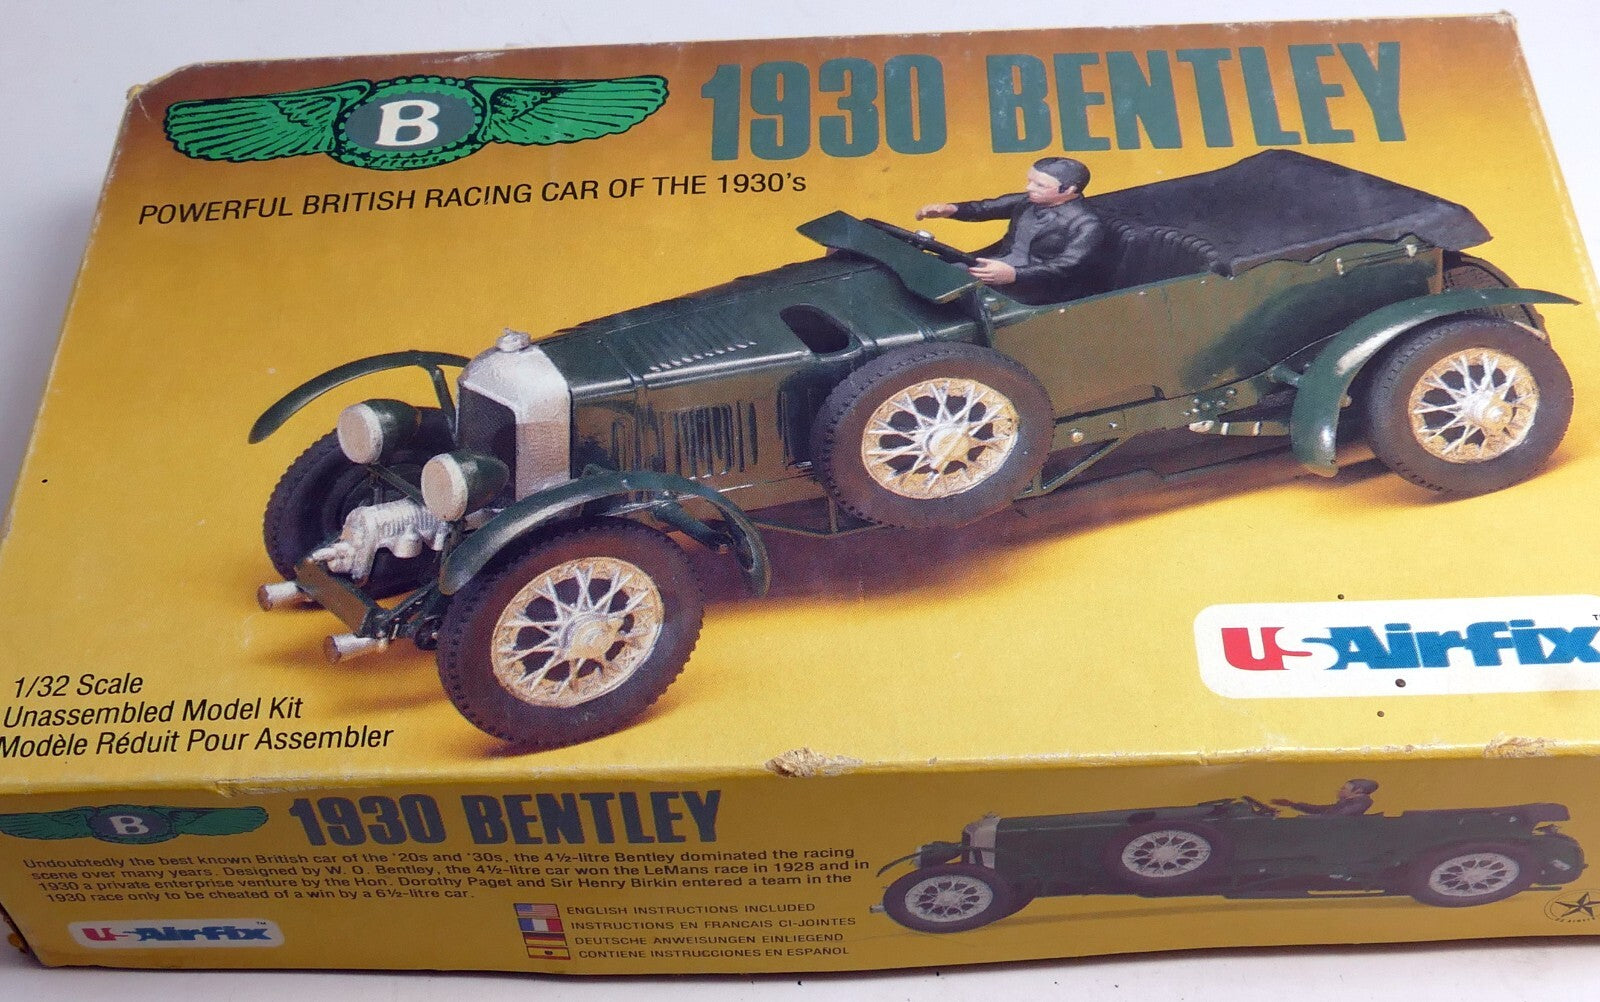 B
1930 BENTLEY
POWERFUL BRITISH RACING CAR OF THE 1930's
USAirfix
1/32 Scale
Unassembled Model Kit
Modèle Réduit Pour Assembler
B
1930 BENTLEY
Undoubtedly the best known British car of the '20s and '30s, the 4½-litre Bentley dominated the racing
scene over many years. Designed by W. O. Bentley, the 4½-litre car won the LeMans race in 1928 and in
1930 a private enterprise venture by the Hon. Dorothy Paget and Sir Henry Birkin entered a team in the
1930 race only to be cheated of a win by a 6½-litre car.
USAirfix™
ENGLISH INSTRUCTIONS INCLUDED
INSTRUCTIONS EN FRANCAIS CI-JOINTES
DEUTSCHE ANWEISUNGEN EINLIEGEND
CONTIENE INSTRUCCIONES EN ESPAÑOL